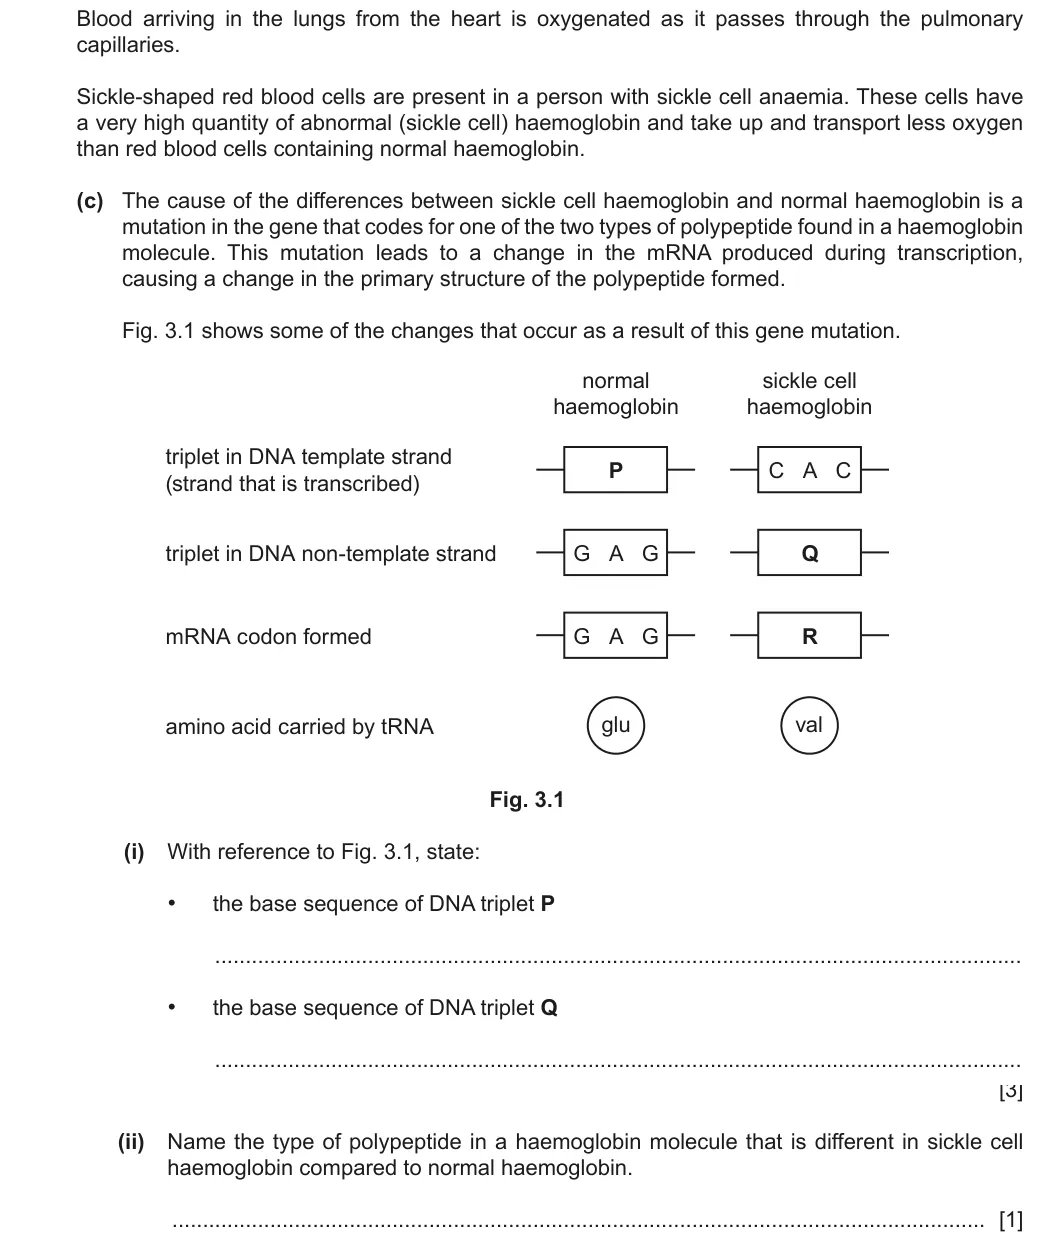 Blood arriving in the lungs from the heart is oxygenated as it passes through the pulmonary
capillaries.
Sickle-shaped red blood cells are present in a person with sickle cell anaemia. These cells have
a very high quantity of abnormal (sickle cell) haemoglobin and take up and transport less oxygen
than red blood cells containing normal haemoglobin.
(c) The cause of the differences between sickle cell haemoglobin and normal haemoglobin is a
mutation in the gene that codes for one of the two types of polypeptide found in a haemoglobin
molecule. This mutation leads to a change in the mRNA produced during transcription,
causing a change in the primary structure of the polypeptide formed.
Fig. 3.1 shows some of the changes that occur as a result of this gene mutation.
normal sickle cell
haemoglobin haemoglobin
triplet in DNA template strand
(strand that is transcribed) P C A C
triplet in DNA non-template strand G A G Q
mRNA codon formed G A G R
amino acid carried by tRNA glu val
Fig. 3.1
(i) With reference to Fig. 3.1, state:
• the base sequence of DNA triplet P
....................................................................................................................................
• the base sequence of DNA triplet Q
....................................................................................................................................
[3]
(ii) Name the type of polypeptide in a haemoglobin molecule that is different in sickle cell
haemoglobin compared to normal haemoglobin.
...................................................................................................................................... [1]